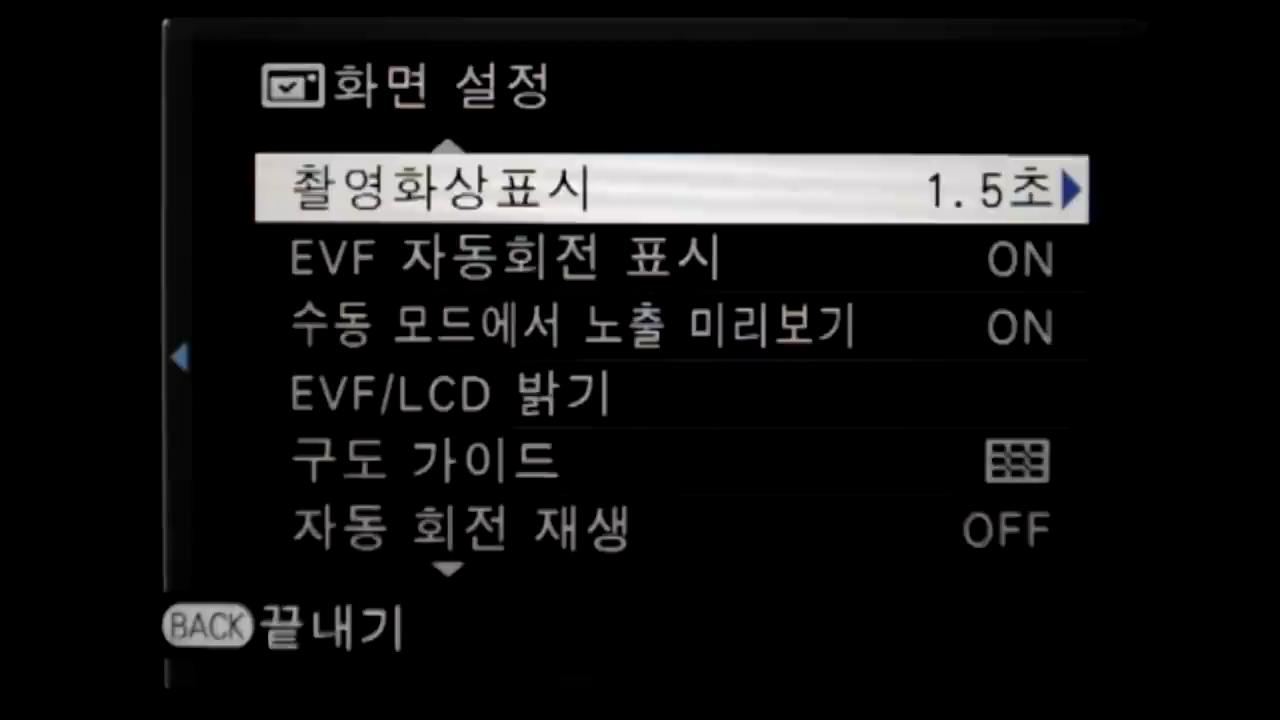 화면 설정
촬영화상표시 1.5초
EVF 자동회전 표시 ON
수동 모드에서 노출 미리보기 ON
EVF/LCD 밝기
구도 가이드
자동 회전 재생 OFF
BACK 끝내기